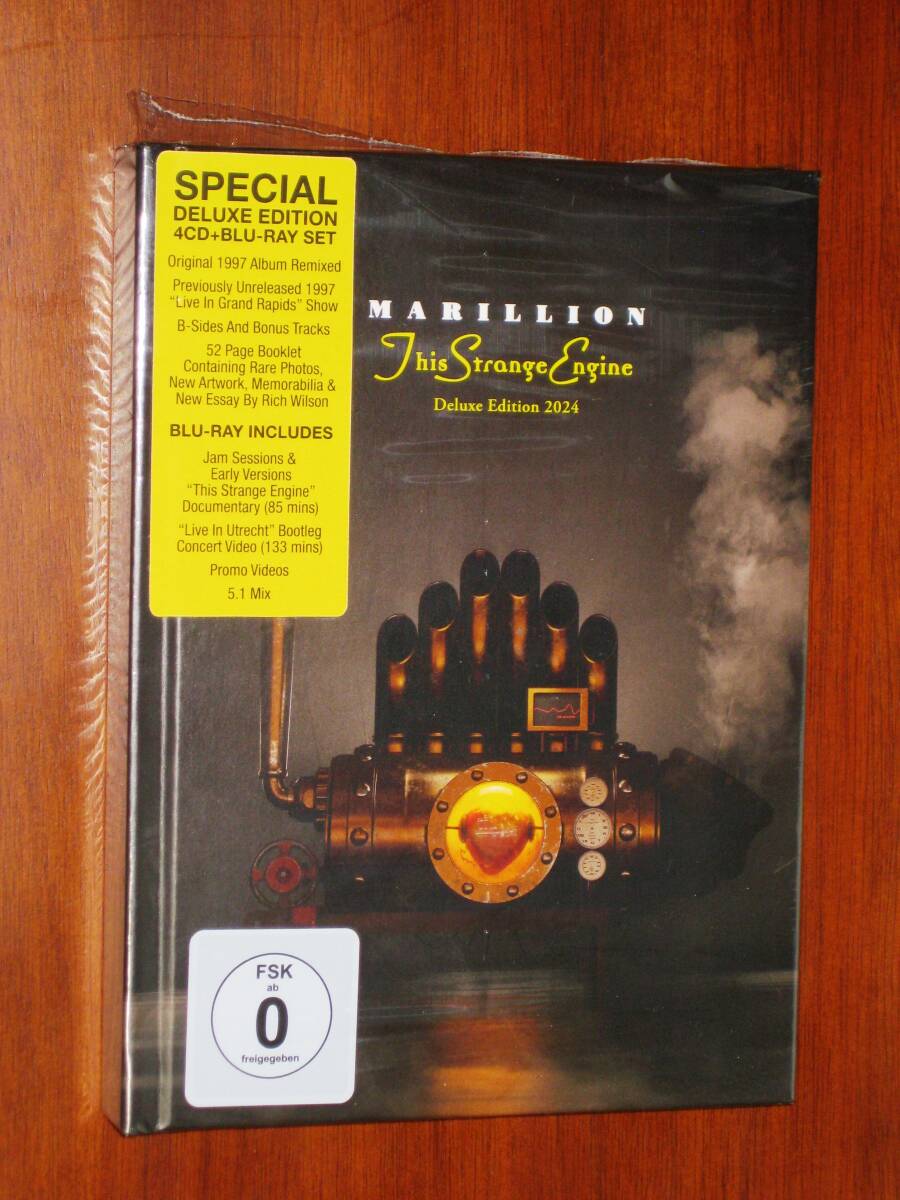 SPECIAL
DELUXE EDITION
4CD+BLU-RAY SET
Original 1997 Album Remixed
Previously Unreleased 1997
“Live In Grand Rapids” Show
B-Sides And Bonus Tracks
52 Page Booklet
Containing Rare Photos,
New Artwork, Memorabilia &
New Essay By Rich Wilson
BLU-RAY INCLUDES
Jam Sessions &
Early Versions
“This Strange Engine”
Documentary (85 mins)
“Live In Utrecht” Bootleg
Concert Video (133 mins)
Promo Videos
5.1 Mix
MARILLION
This Strange Engine
Deluxe Edition 2024
FSK
ab
0
freigegeben